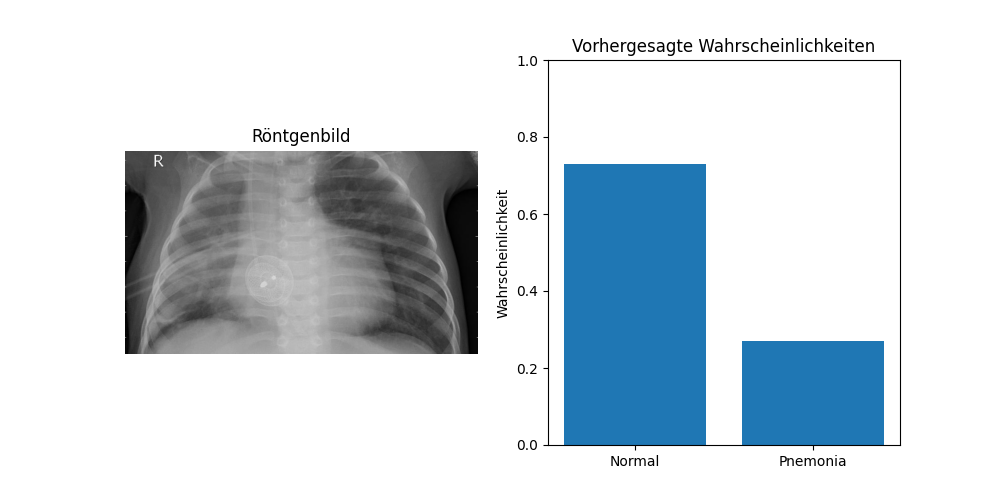 Röntgenbild
R
Vorhergesagte Wahrscheinlichkeiten
Wahrscheinlichkeit
1.0
0.8
0.6
0.4
0.2
0.0
Normal
Pnemonia